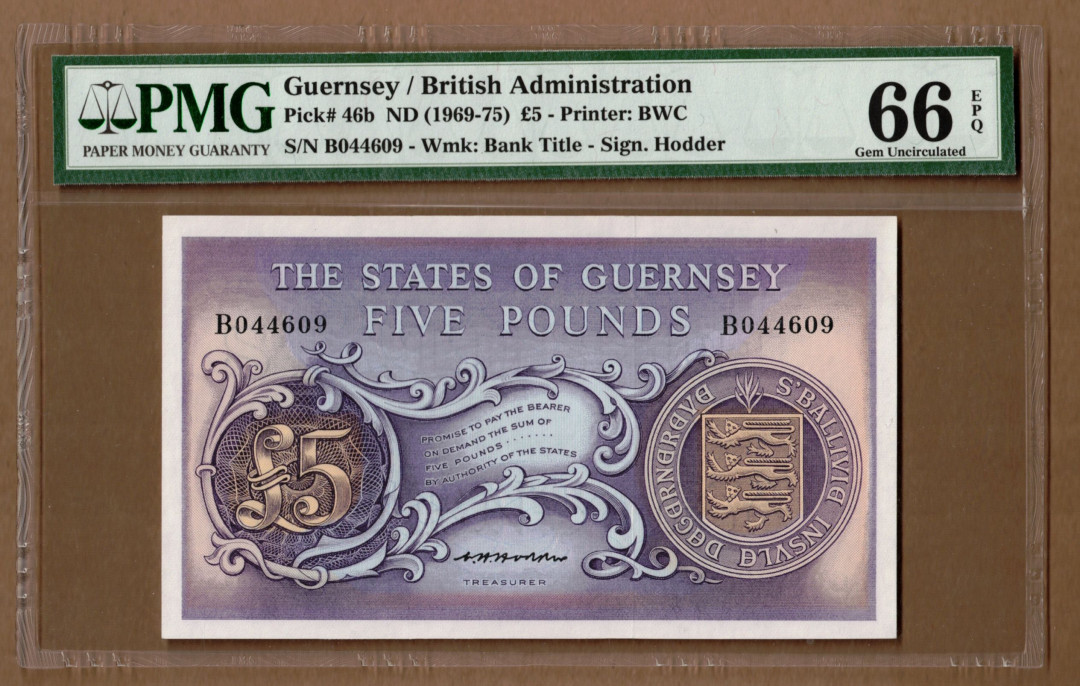 PMG
PAPER MONEY GUARANTY
Guernsey / British Administration
Pick# 46b ND (1969-75) £5 - Printer: BWC
S/N B044609 - Wmk: Bank Title - Sign. Hodder
66
EPQ
Gem Uncirculated
THE STATES OF GUERNSEY
B044609 FIVE POUNDS B044609
PROMISE TO PAY THE BEARER
ON DEMAND THE SUM OF
FIVE POUNDS · · · · · · ·
BY AUTHORITY OF THE STATES
£5
S'BALLIVIE INSVLE DEGERNEREVE
TREASURER